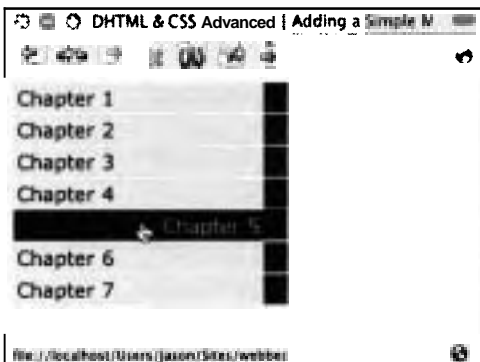 DHTML & CSS Advanced | Adding a Simple M
Chapter 1
Chapter 2
Chapter 3
Chapter 4
Chapter 5
Chapter 6
Chapter 7
file://localhost/Users/jason/Sites/webber